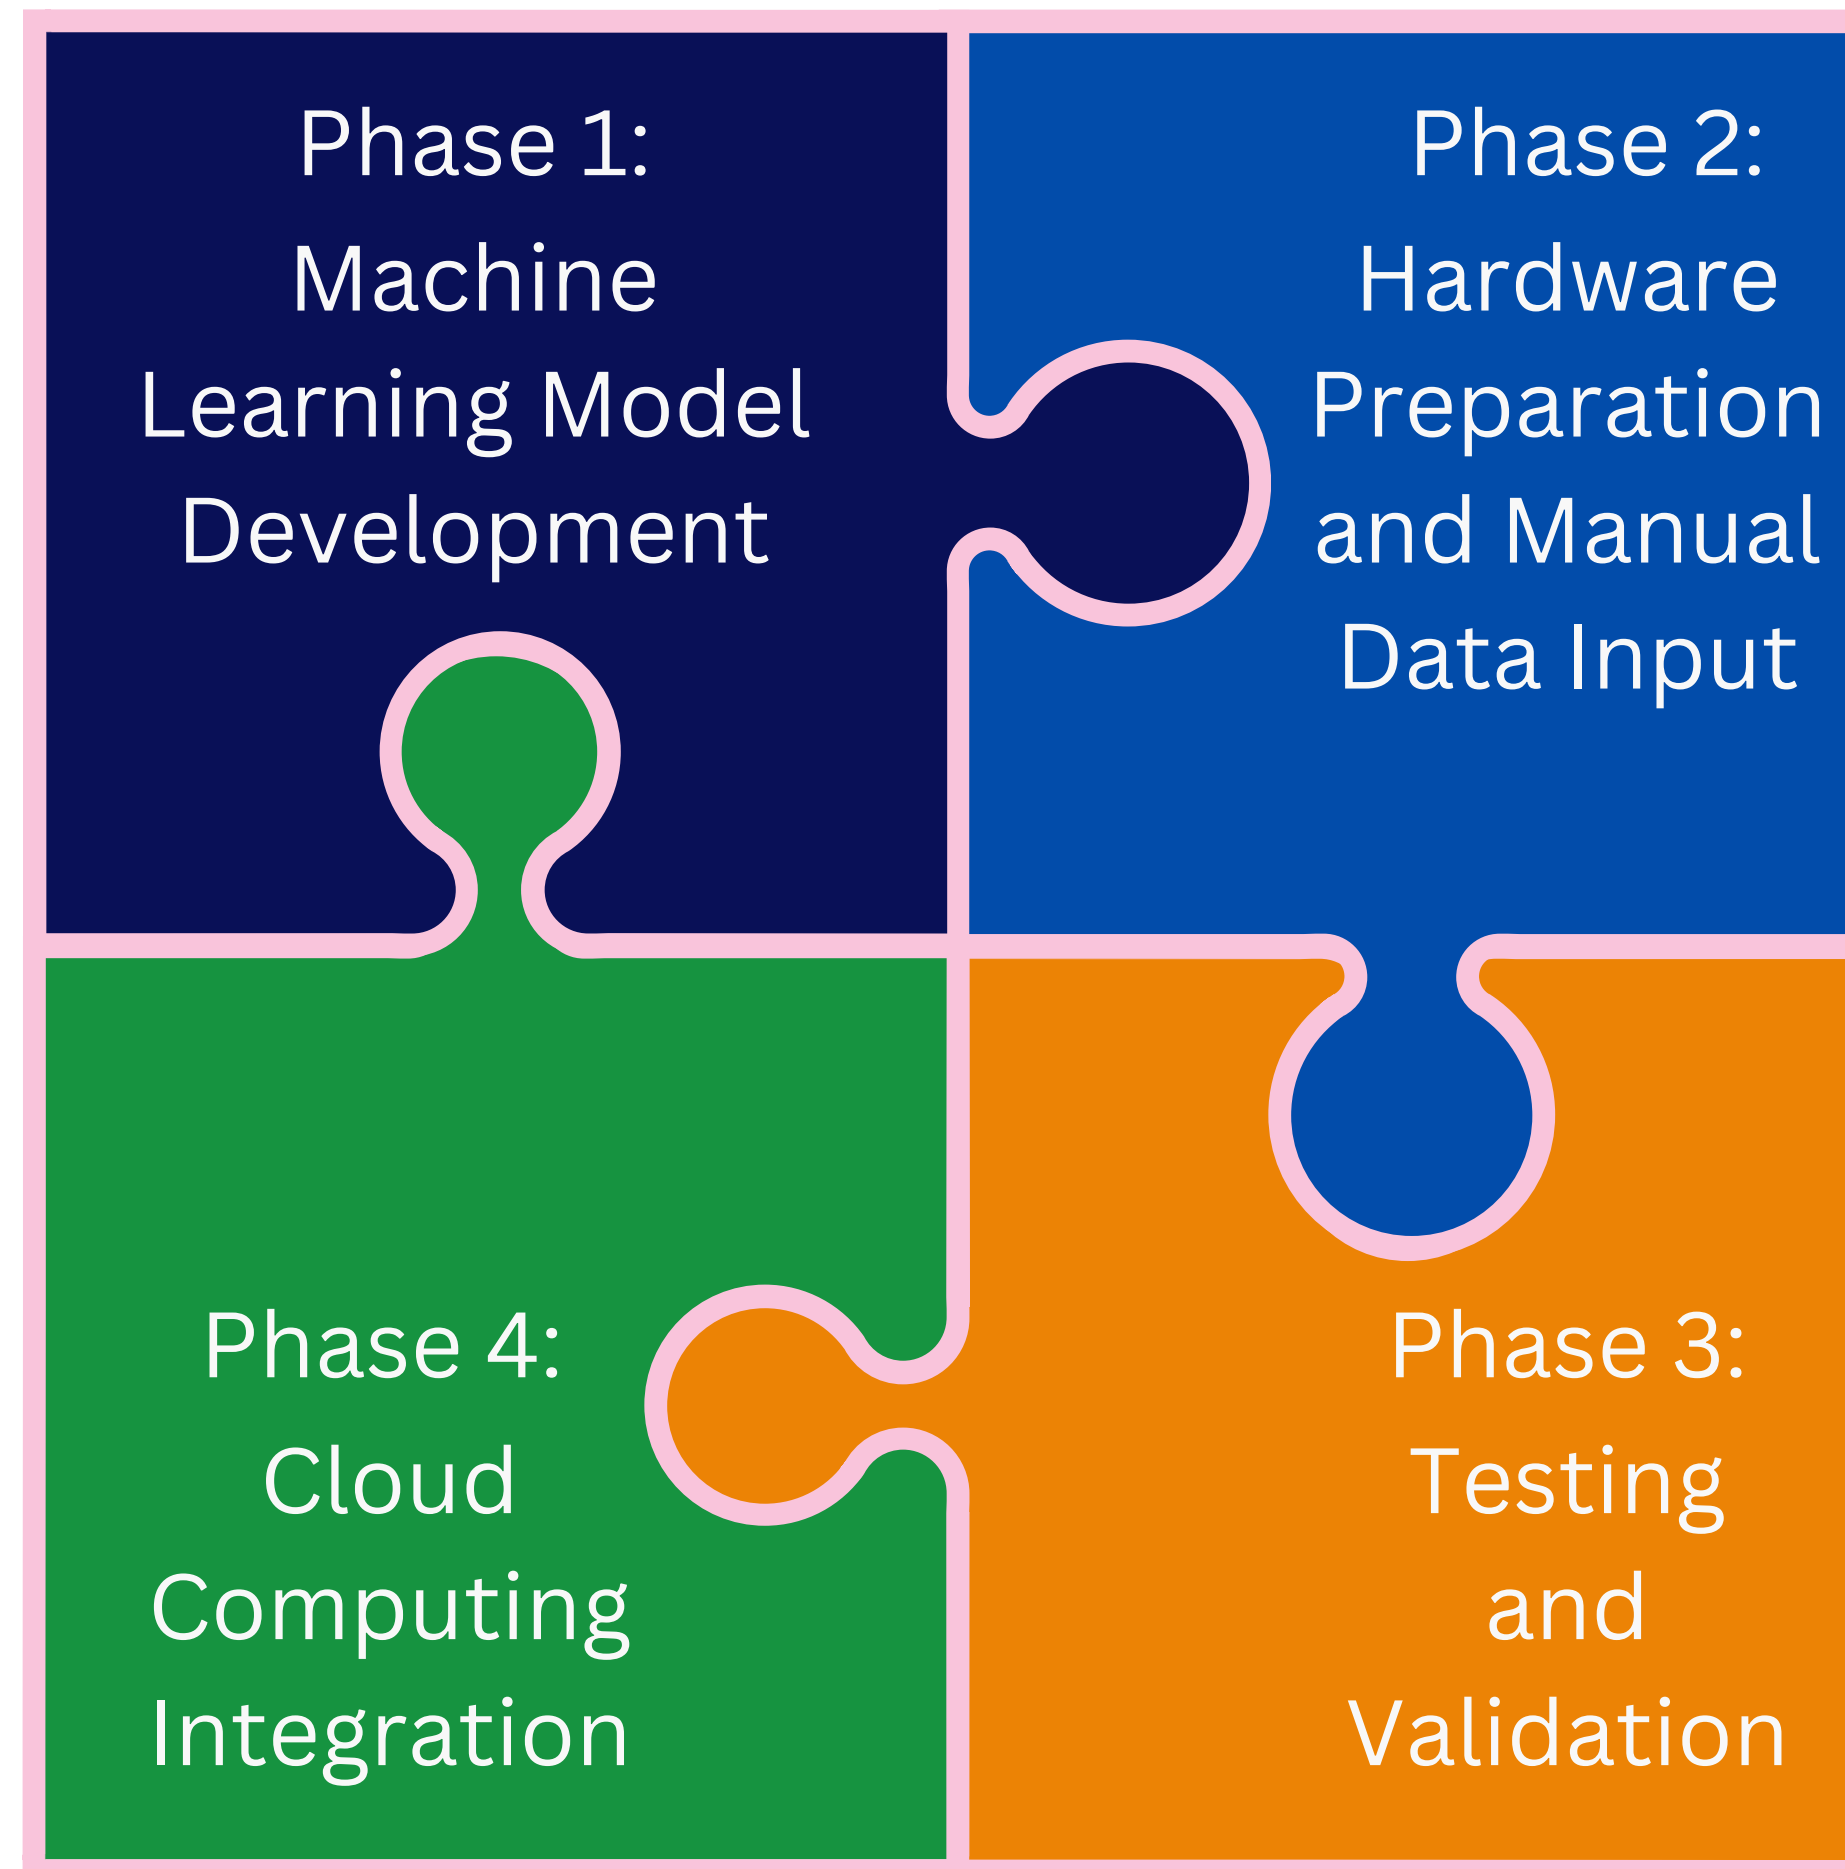 Phase 1:
Machine
Learning Model
Development
Phase 2:
Hardware
Preparation
and Manual
Data Input
Phase 4:
Cloud
Computing
Integration
Phase 3:
Testing
and
Validation